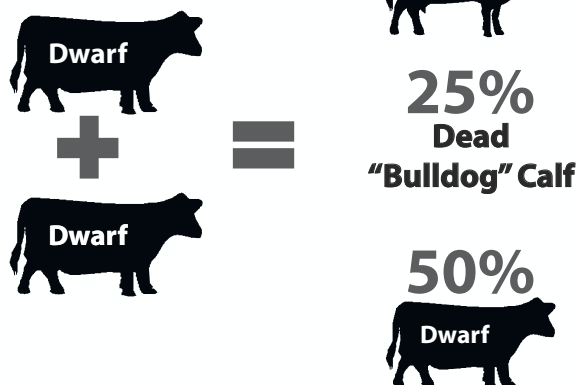 Dwarf
+
Dwarf
=
25%
Dead
“Bulldog” Calf
50%
Dwarf